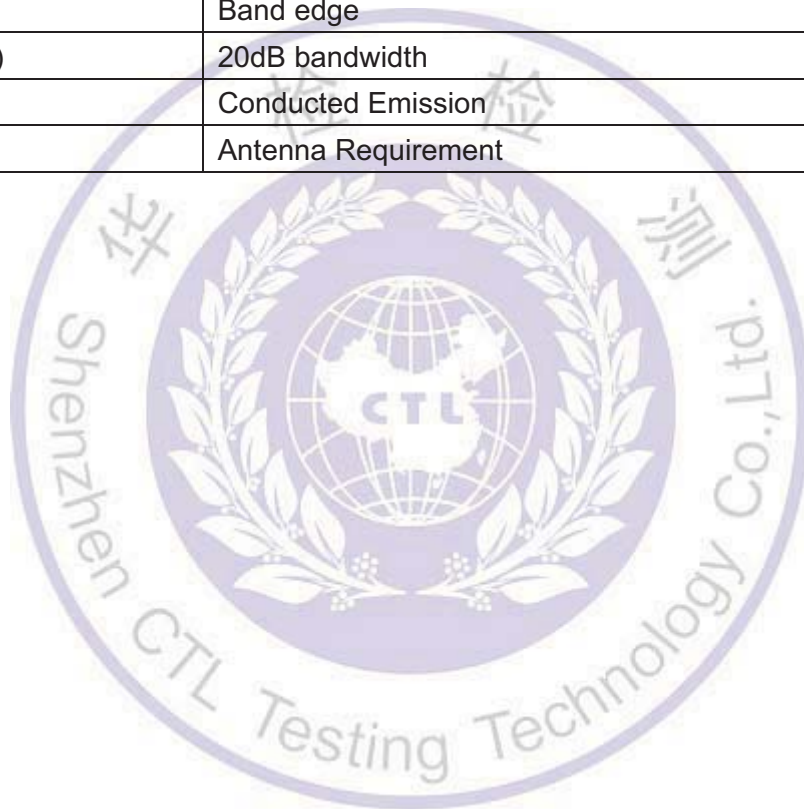 Band edge
)
20dB bandwidth
Conducted Emission
Antenna Requirement
华 检 检 测
CTL
Shenzhen CTL Testing Technology Co.,Ltd.